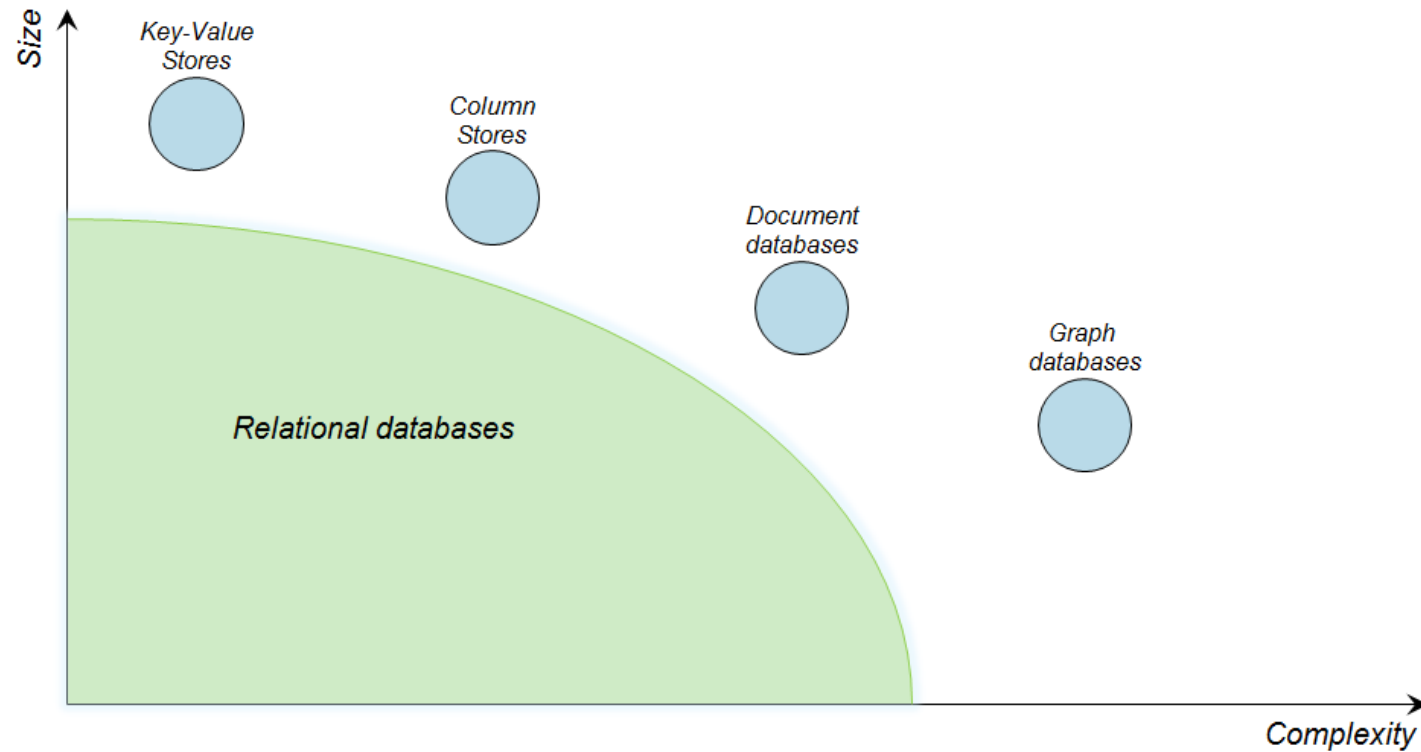 Size
Key-Value
Stores
Column
Stores
Document
databases
Graph
databases
Relational databases
Complexity